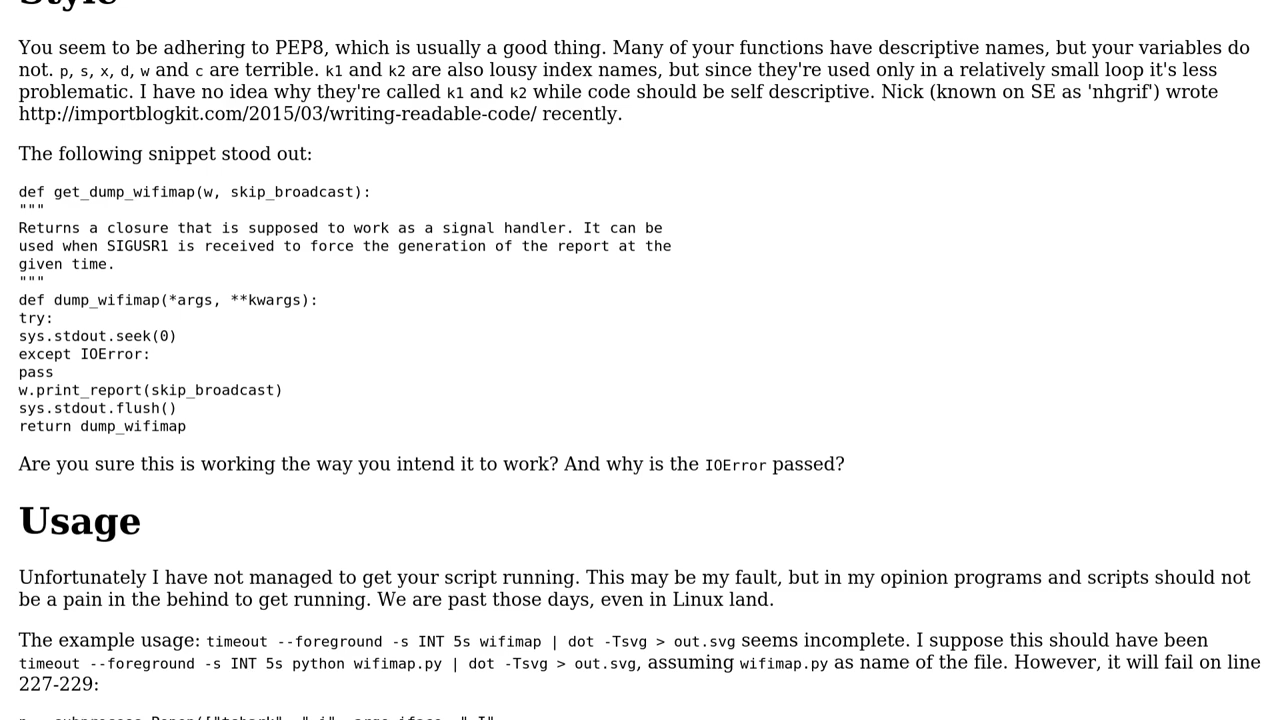 Style
You seem to be adhering to PEP8, which is usually a good thing. Many of your functions have descriptive names, but your variables do
not. p, s, x, d, w and c are terrible. k1 and k2 are also lousy index names, but since they're used only in a relatively small loop it's less
problematic. I have no idea why they're called k1 and k2 while code should be self descriptive. Nick (known on SE as 'nhgrif') wrote
http://importblogkit.com/2015/03/writing-readable-code/ recently.
The following snippet stood out:
def get_dump_wifimap(w, skip_broadcast):
"""
Returns a closure that is supposed to work as a signal handler. It can be
used when SIGUSR1 is received to force the generation of the report at the
given time.
"""
def dump_wifimap(*args, **kwargs):
try:
sys.stdout.seek(0)
except IOError:
pass
w.print_report(skip_broadcast)
sys.stdout.flush()
return dump_wifimap
Are you sure this is working the way you intend it to work? And why is the IOError passed?
Usage
Unfortunately I have not managed to get your script running. This may be my fault, but in my opinion programs and scripts should not
be a pain in the behind to get running. We are past those days, even in Linux land.
The example usage: timeout --foreground -s INT 5s wifimap | dot -Tsvg > out.svg seems incomplete. I suppose this should have been
timeout --foreground -s INT 5s python wifimap.py | dot -Tsvg > out.svg, assuming wifimap.py as name of the file. However, it will fail on line
227-229:
p = subprocess.Popen(["tshark", "-i", args.iface, "-I",